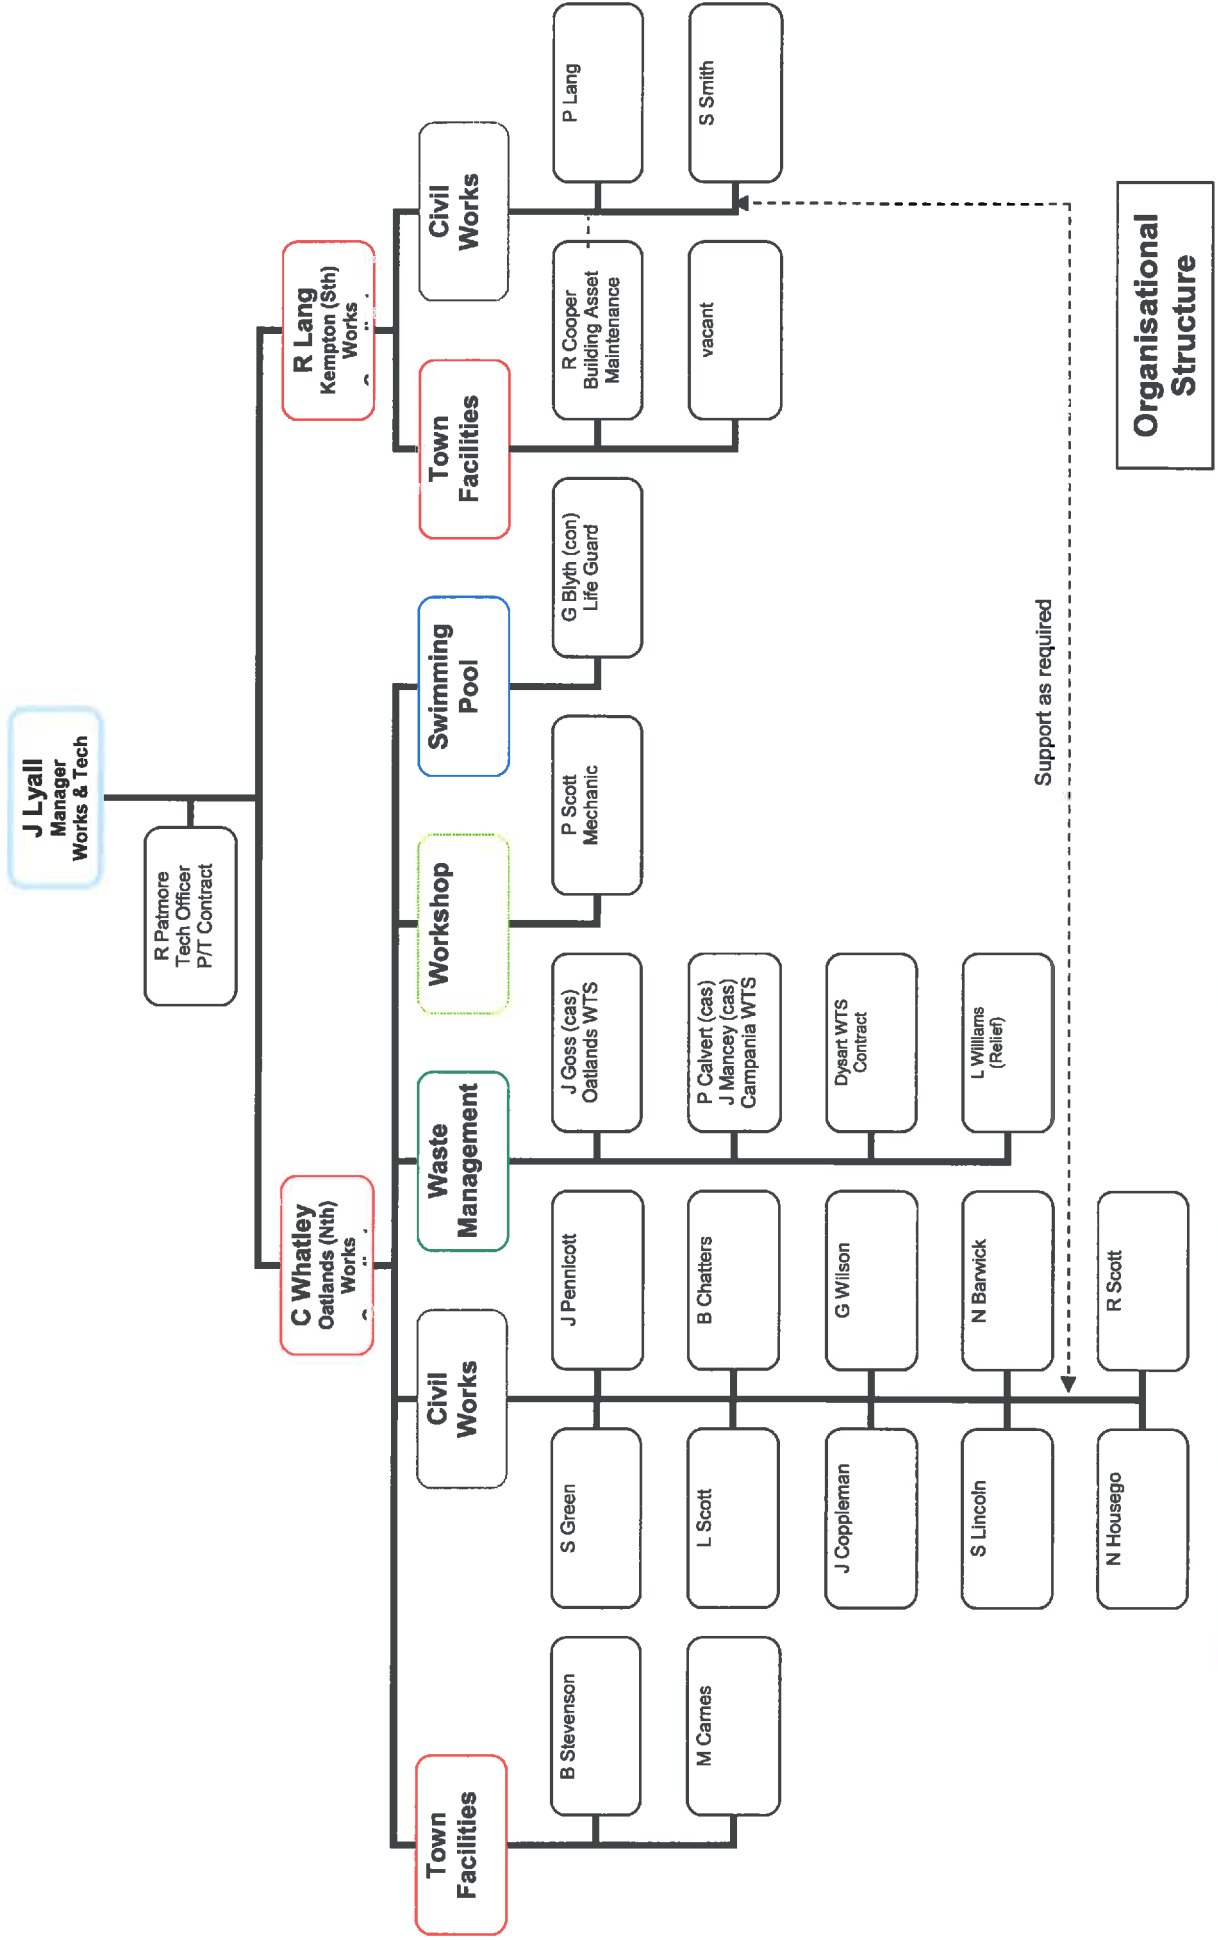 J Lyall
Manager
Works & Tech
R Patmore
Tech Officer
P/T Contract
C Whatley
Oatlands (Nth)
Works
R Lang
Kempton (Sth)
Works
Town
Facilities
Civil
Works
Waste
Management
Workshop
Swimming
Pool
Town
Facilities
Civil
Works
B Stevenson
S Green
J Pennicott
J Goss (cas)
Oatlands WTS
P Scott
Mechanic
G Blyth (con)
Life Guard
R Cooper
Building Asset
Maintenance
P Lang
M Carnes
L Scott
B Chatters
P Calvert (cas)
J Mancey (cas)
Campania WTS
vacant
S Smith
J Coppleman
G Wilson
Dysart WTS
Contract
S Lincoln
N Barwick
L Williams
(Relief)
Support as required
N Housego
R Scott
Organisational
Structure